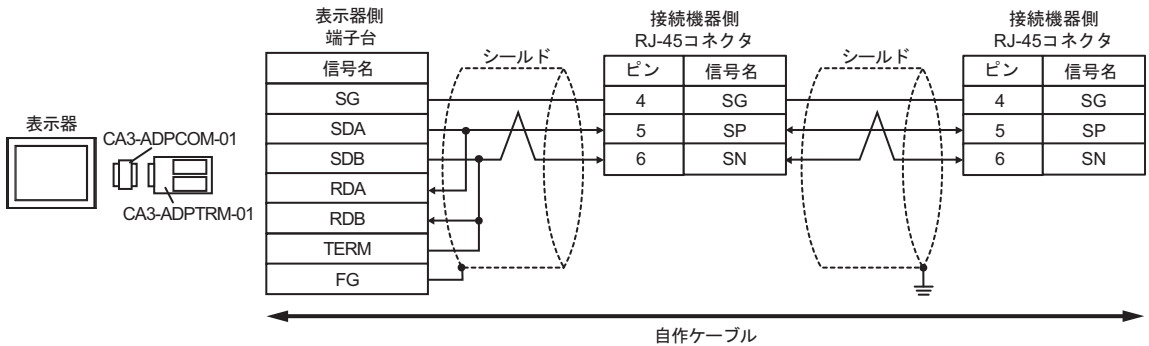 表示器側
端子台
信号名
SG
SDA
SDB
RDA
RDB
TERM
FG
表示器
CA3-ADPCOM-01
CA3-ADPTRM-01
シールド
接続機器側
RJ-45コネクタ
ピン 信号名
4 SG
5 SP
6 SN
シールド
接続機器側
RJ-45コネクタ
ピン 信号名
4 SG
5 SP
6 SN
自作ケーブル